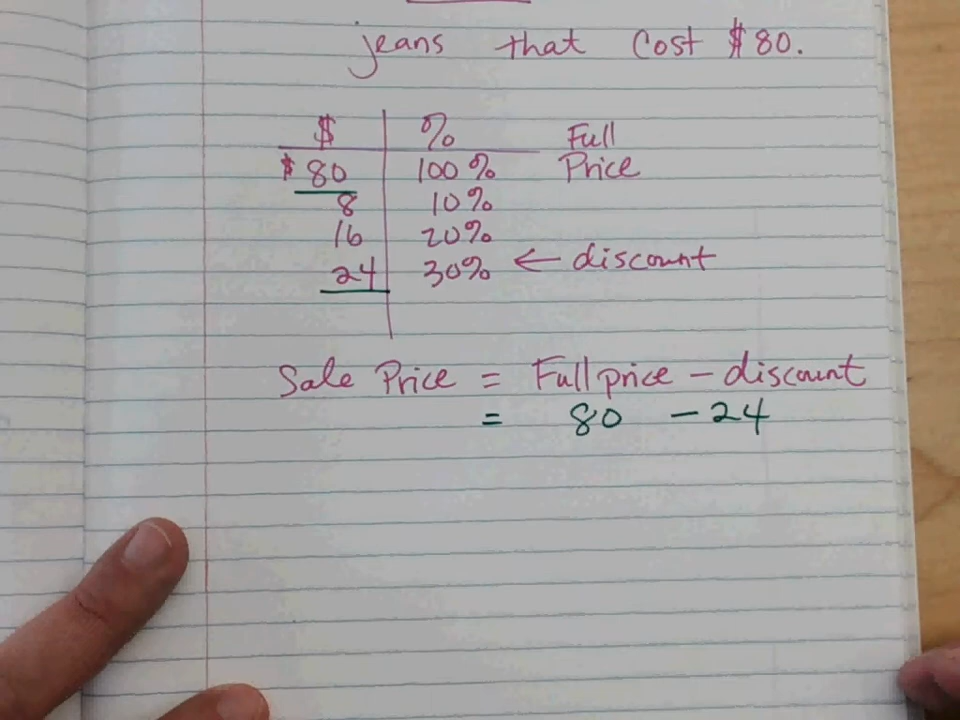 jeans that cost $80.
$ % Full
$80 100% Price
8 10%
16 20%
24 30% ← discount
Sale Price = Full price - discount
= 80 - 24